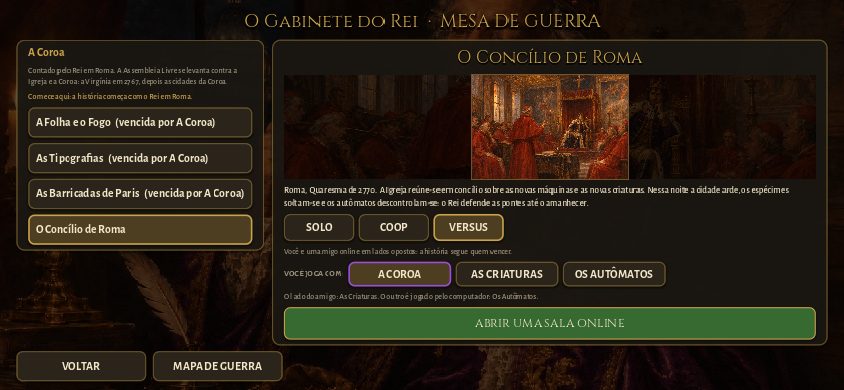 O Gabinete do Rei · MESA DE GUERRA
A Coroa
Contado pelo Rei em Roma. A Assembleia Livre se levanta contra a
Igreja e a Coroa: a Virginia em 2767, depois as cidades da Coroa.
Comece aqui: a história começa com o Rei em Roma.
A Folha e o Fogo (vencida por A Coroa)
As Tipografias (vencida por A Coroa)
As Barricadas de Paris (vencida por A Coroa)
O Concílio de Roma
O Concílio de Roma
Roma, Quaresma de 2770. A Igreja reúne-se em concílio sobre as novas máquinas e as novas criaturas. Nessa noite a cidade arde, os espécimes
soltam-se e os autômatos descontrolam-se: o Rei defende as pontes até o amanhecer.
SOLO
COOP
VERSUS
Você e um amigo online em lados opostos: a história segue quem vencer.
VOCÊ JOGA COM
A COROA
AS CRIATURAS
OS AUTÔMATOS
O lado do amigo: As Criaturas. O outro é jogado pelo computador: Os Autômatos.
ABRIR UMA SALA ONLINE
VOLTAR
MAPA DE GUERRA